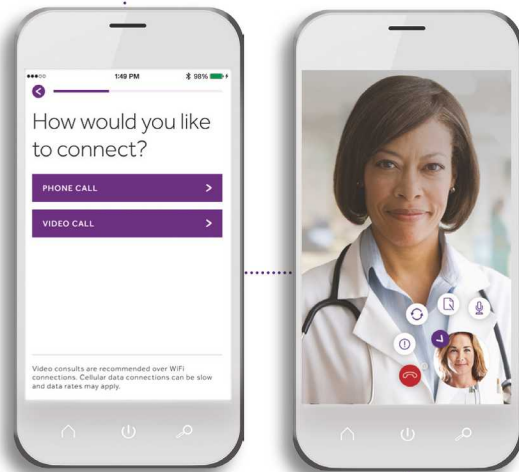 1:49 PM
98%
How would you like
to connect?
PHONE CALL
VIDEO CALL
Video consults are recommended over WiFi
connections. Cellular data connections can be slow
and data rates may apply.